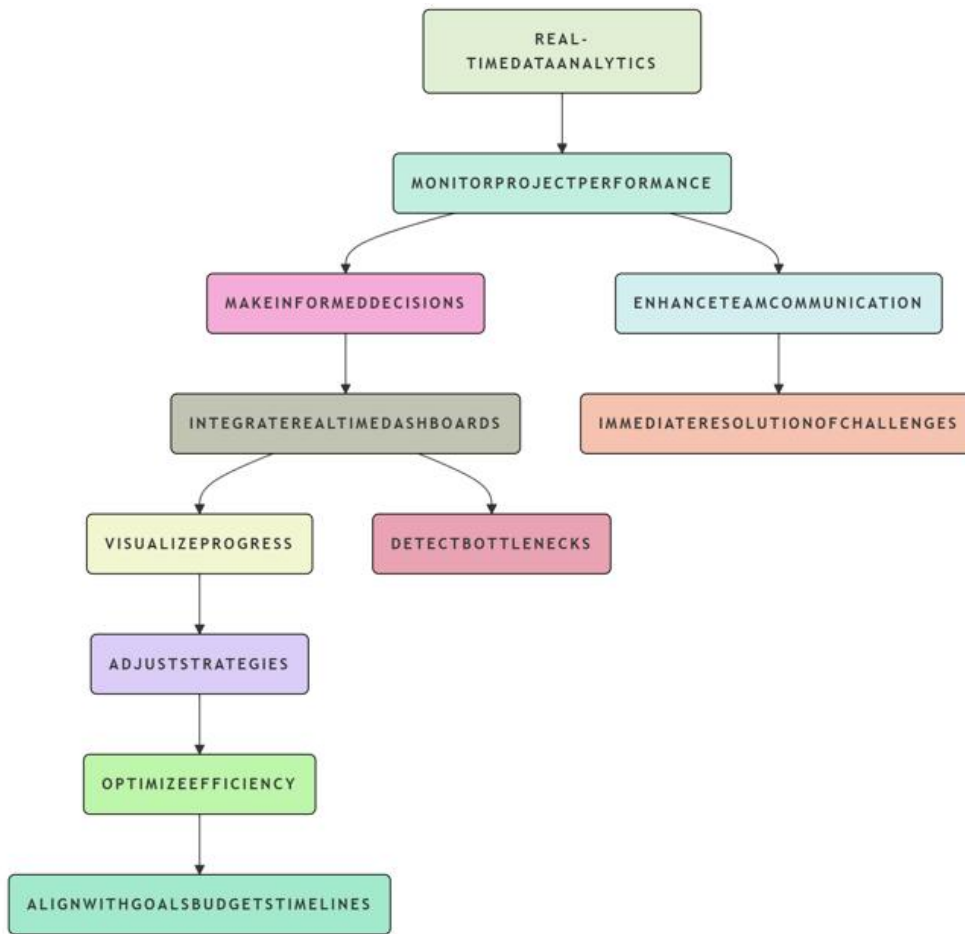 REAL-
TIMEDATAANALYTICS
MONITORPROJECTPERFORMANCE
MAKEINFORMEDDECISIONS
ENHANCETEAMCOMMUNICATION
INTEGRATEREALTIMEDASHBOARDS
IMMEDIATERESOLUTIONOFCHALLENGES
VISUALIZEPROGRESS
DETECTBOTTLENECKS
ADJUSTSTRATEGIES
OPTIMIZEEFFICIENCY
ALIGNWITHGOALSBUDGETSTIMELINES